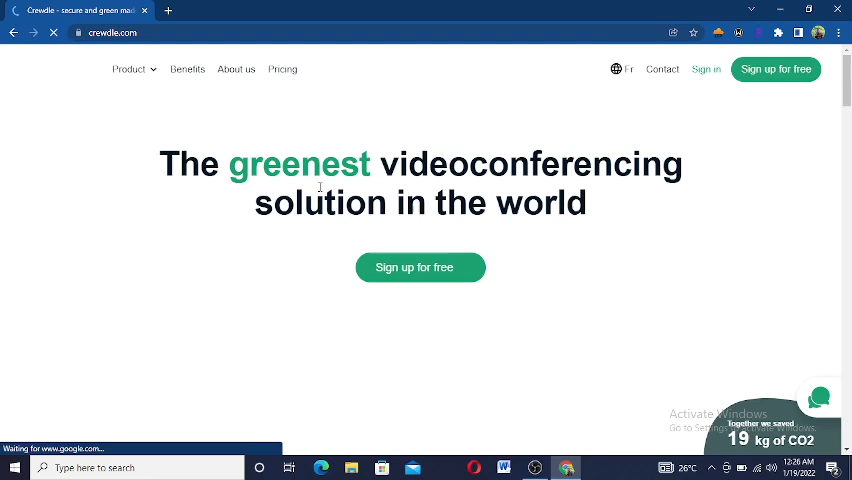 Crewdle - secure and green mad
crewdle.com
Product
Benefits
About us
Pricing
Fr
Contact
Sign in
Sign up for free
The greenest videoconferencing
solution in the world
Sign up for free
Activate Windows
Go to Settings to activate Windows.
Together we saved
19 kg of CO2
Waiting for www.google.com...
Type here to search
26°C
12:26 AM
1/19/2022
2